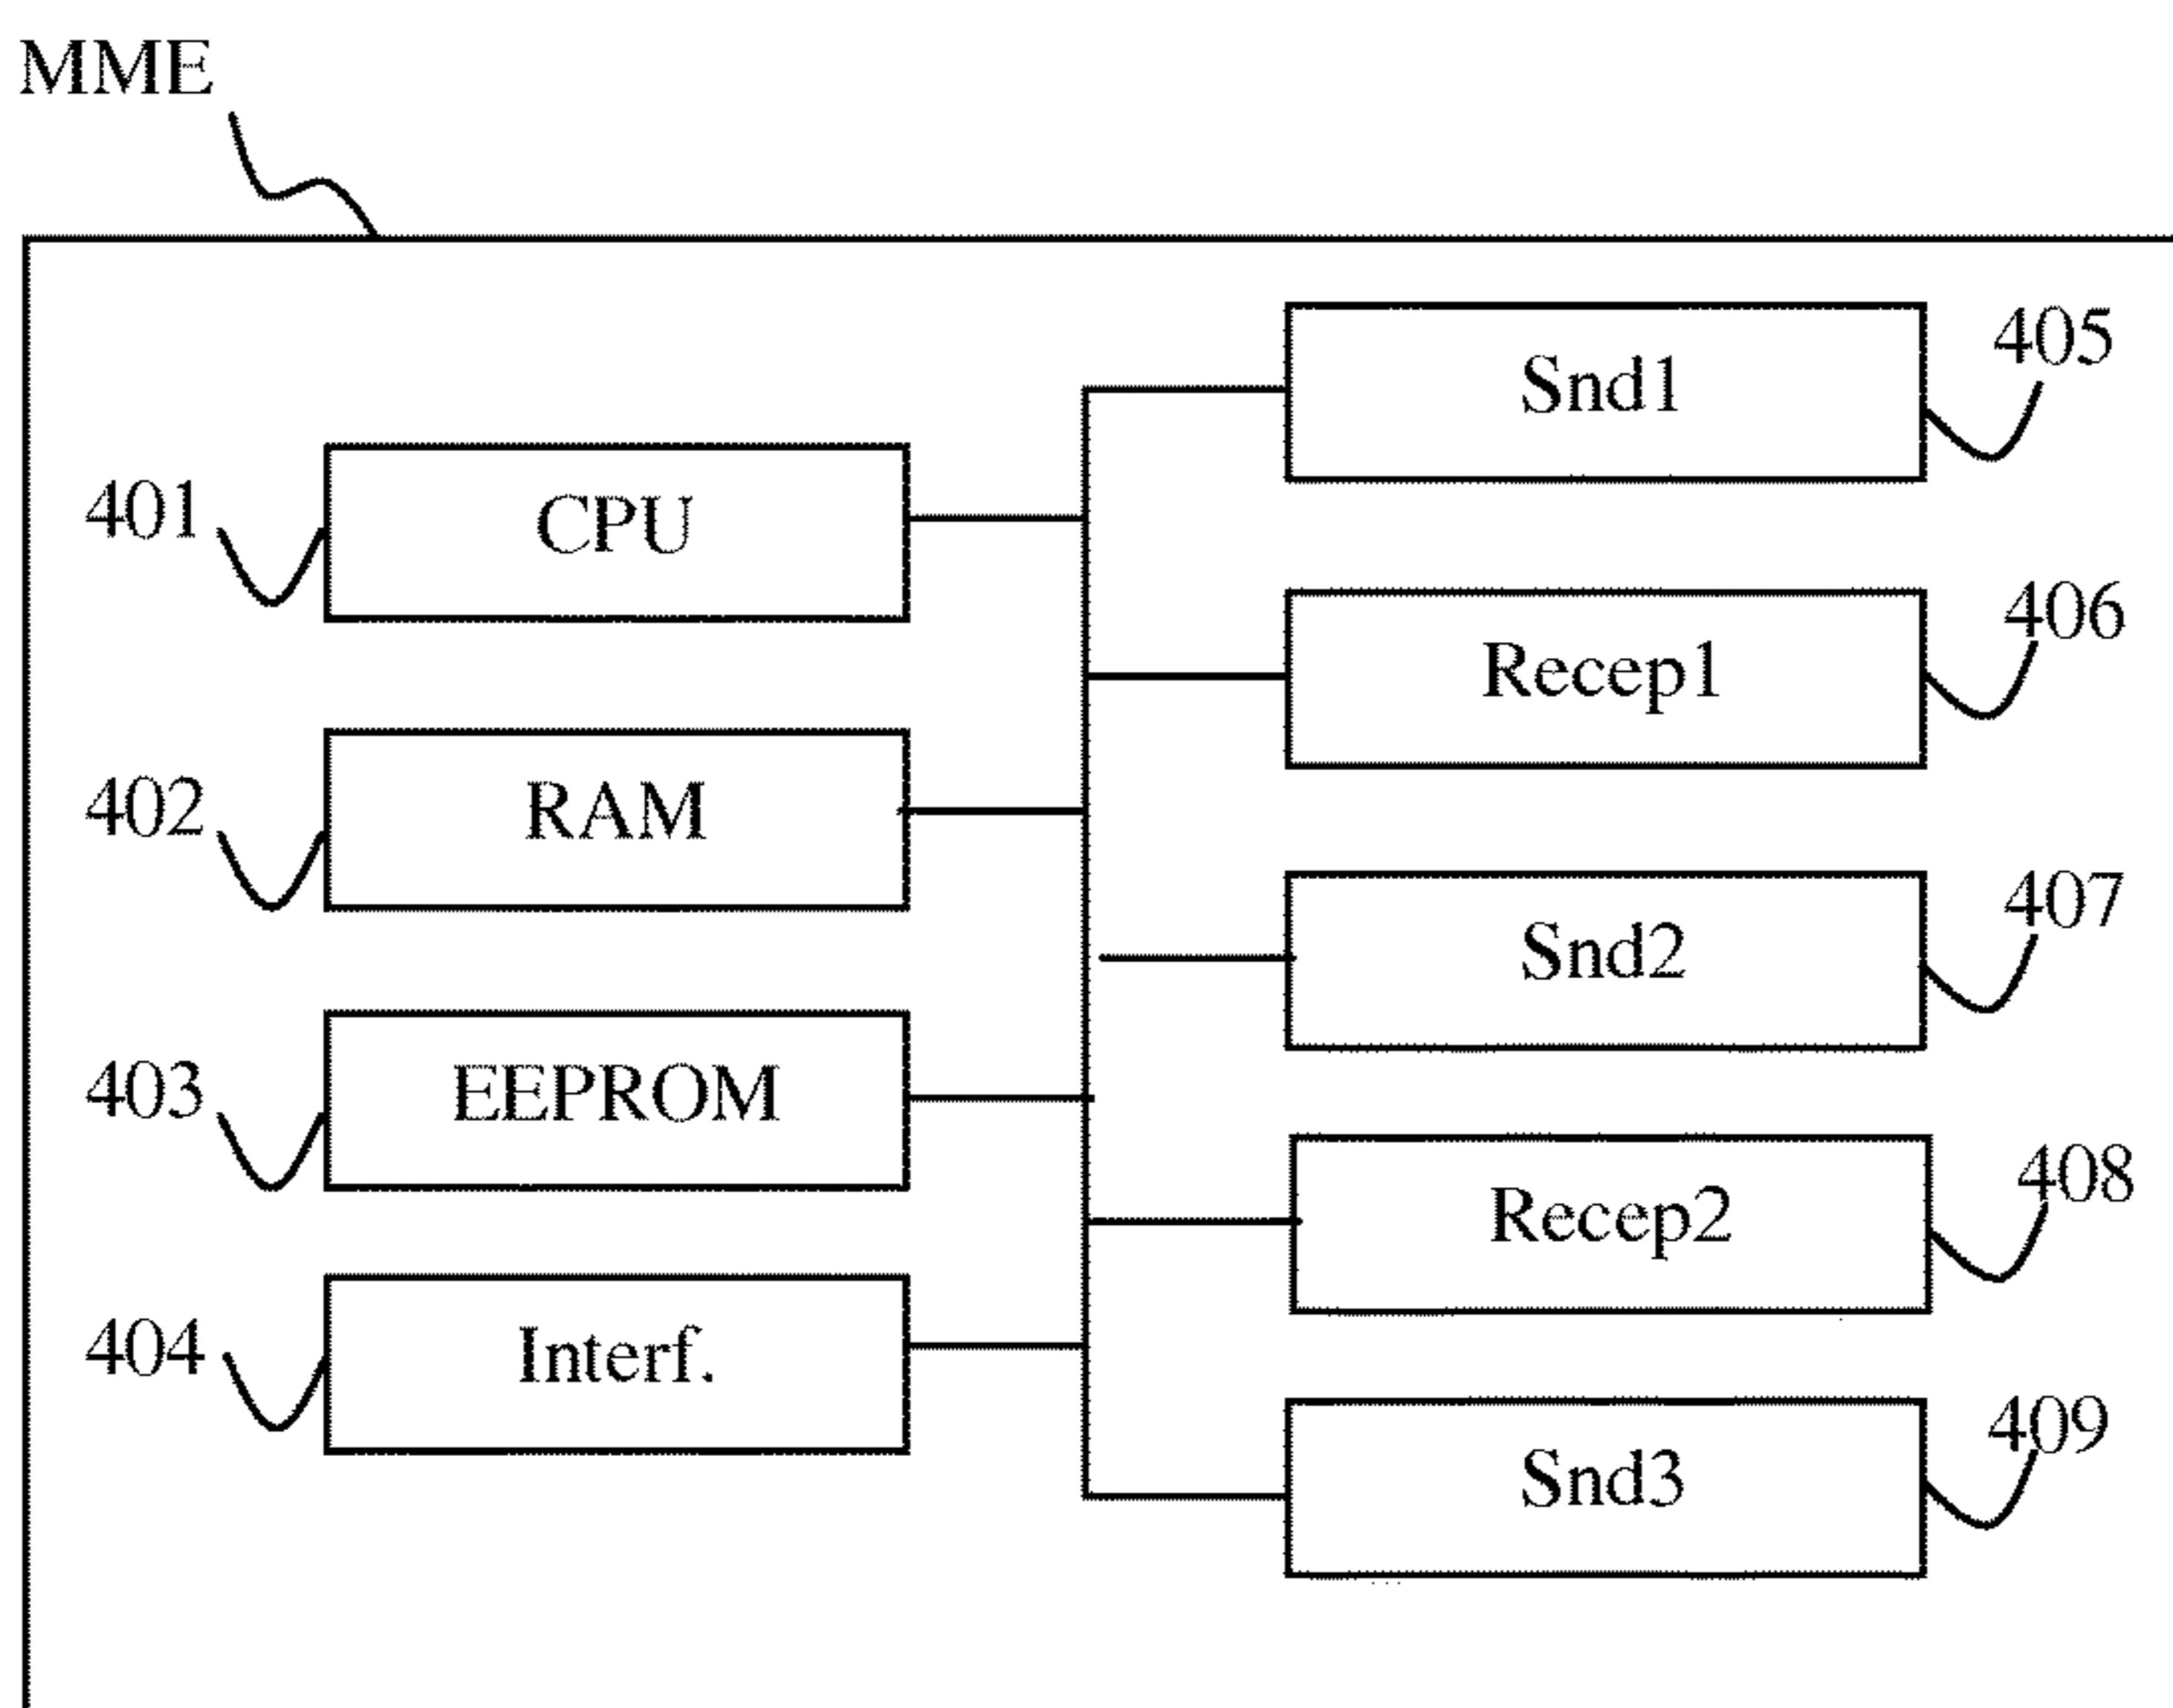 MME
401
CPU
402
RAM
403
EEPROM
404
Interf.
Snd1
405
Recep1
406
Snd2
407
Recep2
408
Snd3
409